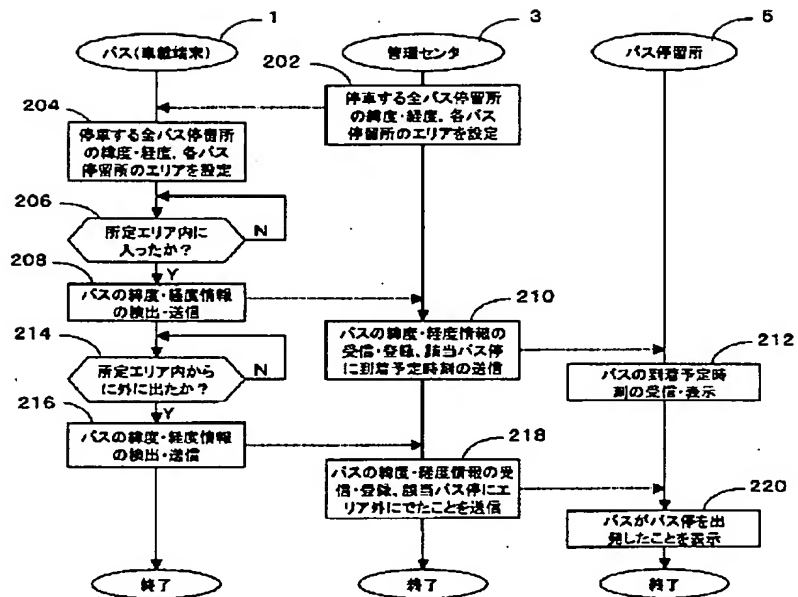 1
3
5
バス(車載端末)
管理センタ
バス停留所
202
停車する全バス停留所
の緯度・経度、各バス
停留所のエリアを設定
204
停車する全バス停留所
の緯度・経度、各バス
停留所のエリアを設定
206
所定エリア内に
入ったか?
N
Y
208
バスの緯度・経度情報
の検出・送信
210
バスの緯度・経度情報の
受信・登録、該当バス停
に到着予定時刻の送信
212
バスの到着予定時
刻の受信・表示
214
所定エリア内から
に外に出たか?
N
Y
216
バスの緯度・経度情報
の検出・送信
218
バスの緯度・経度情報の受
信・登録、該当バス停にエ
リア外にでたことを送信
220
バスがバス停を出
発したことを表示
終了
終了
終了